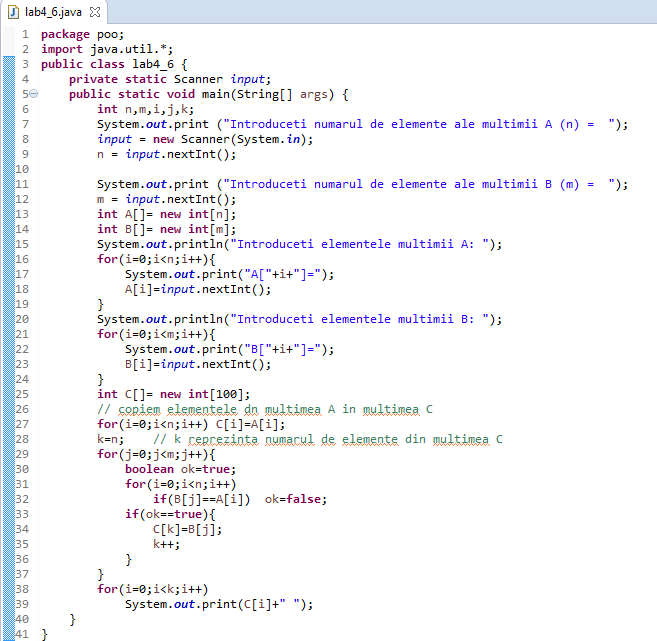 lab4_6.java
1 package poo;
2 import java.util.*;
3 public class lab4_6 {
4     private static Scanner input;
5     public static void main(String[] args) {
6         int n,m,i,j,k;
7         System.out.print ("Introduceti numarul de elemente ale multimii A (n) =  ");
8         input = new Scanner(System.in);
9         n = input.nextInt();
10
11         System.out.print ("Introduceti numarul de elemente ale multimii B (m) =  ");
12         m = input.nextInt();
13         int A[]= new int[n];
14         int B[]= new int[m];
15         System.out.println("Introduceti elementele multimii A: ");
16         for(i=0;i<n;i++){
17             System.out.print("A["+i+"]=");
18             A[i]=input.nextInt();
19         }
20         System.out.println("Introduceti elementele multimii B: ");
21         for(i=0;i<m;i++){
22             System.out.print("B["+i+"]=");
23             B[i]=input.nextInt();
24         }
25         int C[]= new int[100];
26         // copiem elementele dn multimea A in multimea C
27         for(i=0;i<n;i++) C[i]=A[i];
28         k=n;    // k reprezinta numarul de elemente din multimea C
29         for(j=0;j<m;j++){
30             boolean ok=true;
31             for(i=0;i<n;i++)
32                 if(B[j]==A[i])  ok=false;
33             if(ok==true){
34                 C[k]=B[j];
35                 k++;
36             }
37         }
38         for(i=0;i<k;i++)
39             System.out.print(C[i]+" ");
40     }
41 }